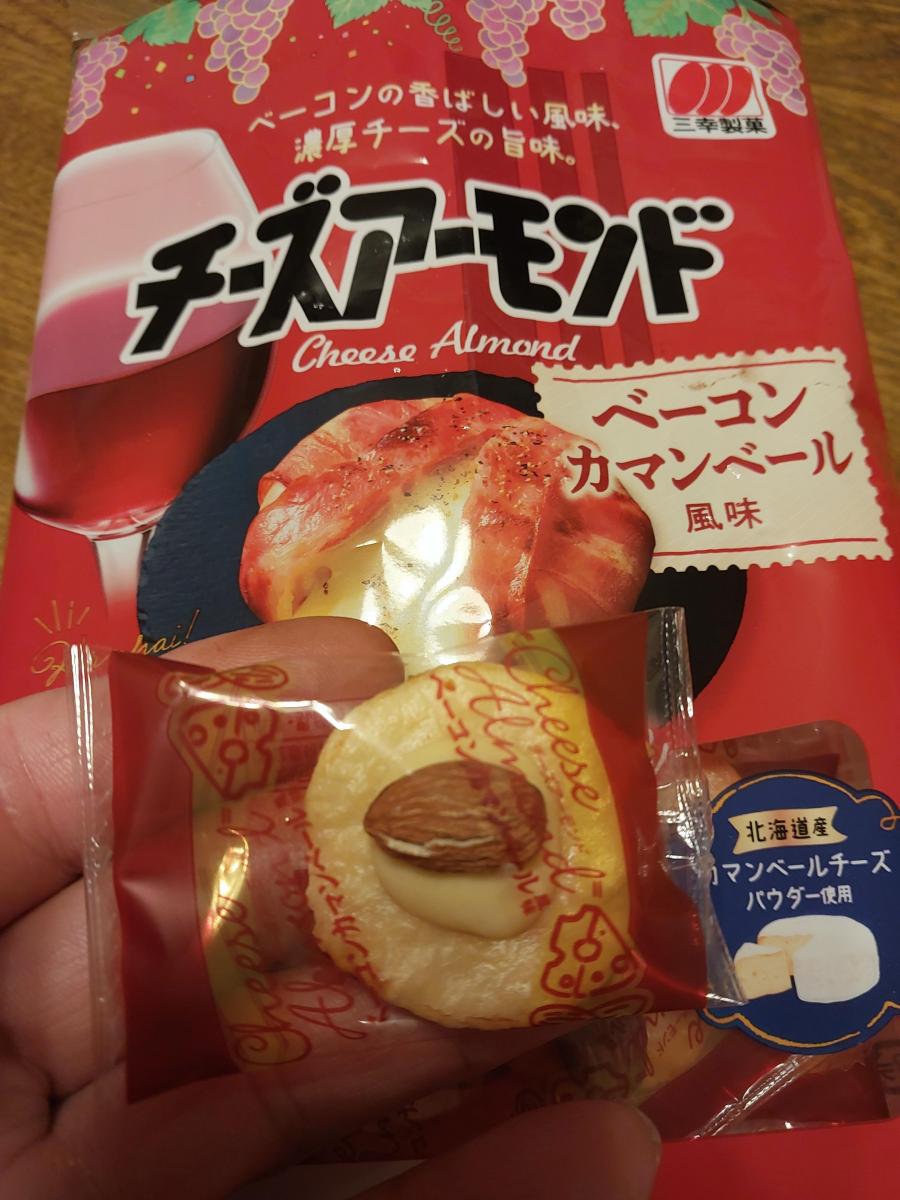 ベーコンの香ばしい風味。
濃厚チーズの旨味。
三幸製菓
チーズアーモンド
Cheese Almond
ベーコン
カマンベール
風味
北海道産
カマンベールチーズ
パウダー使用
Cheese